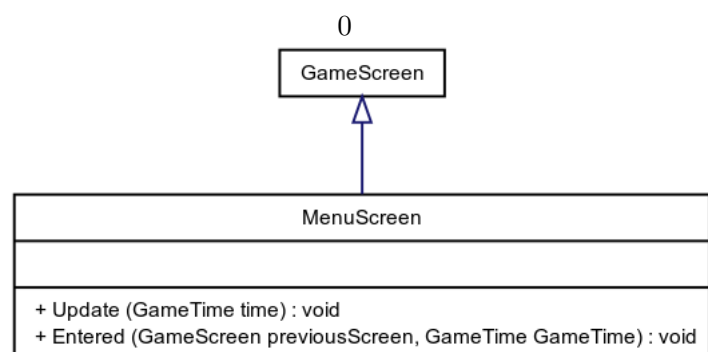 0
GameScreen
MenuScreen
+ Update (GameTime time) : void
+ Entered (GameScreen previousScreen, GameTime GameTime) : void